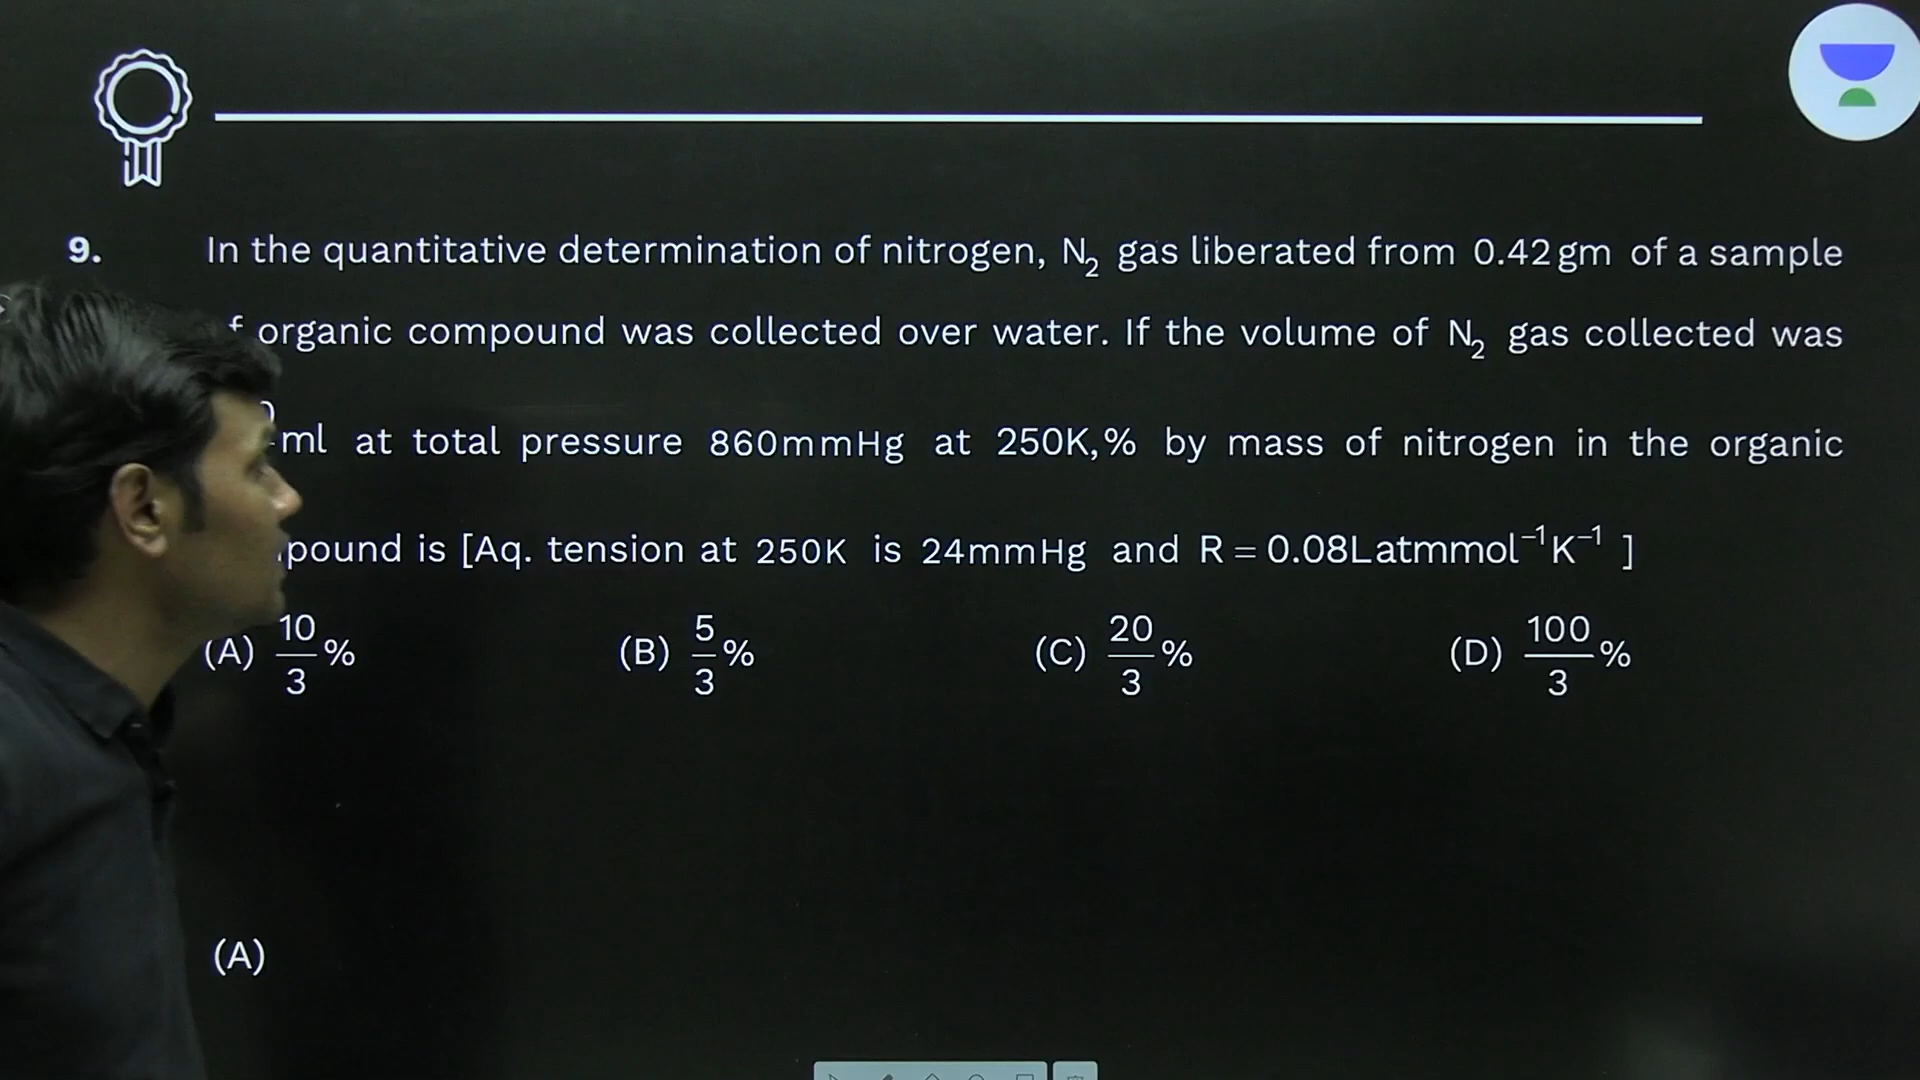 9. In the quantitative determination of nitrogen, N₂ gas liberated from 0.42gm of a sample
organic compound was collected over water. If the volume of N₂ gas collected was
ml at total pressure 860mmHg at 250K,% by mass of nitrogen in the organic
pound is [Aq. tension at 250K is 24mmHg and R = 0.08Latmmol⁻¹K⁻¹ ]
(A) 10/3 % (B) 5/3 % (C) 20/3 % (D) 100/3 %
(A)